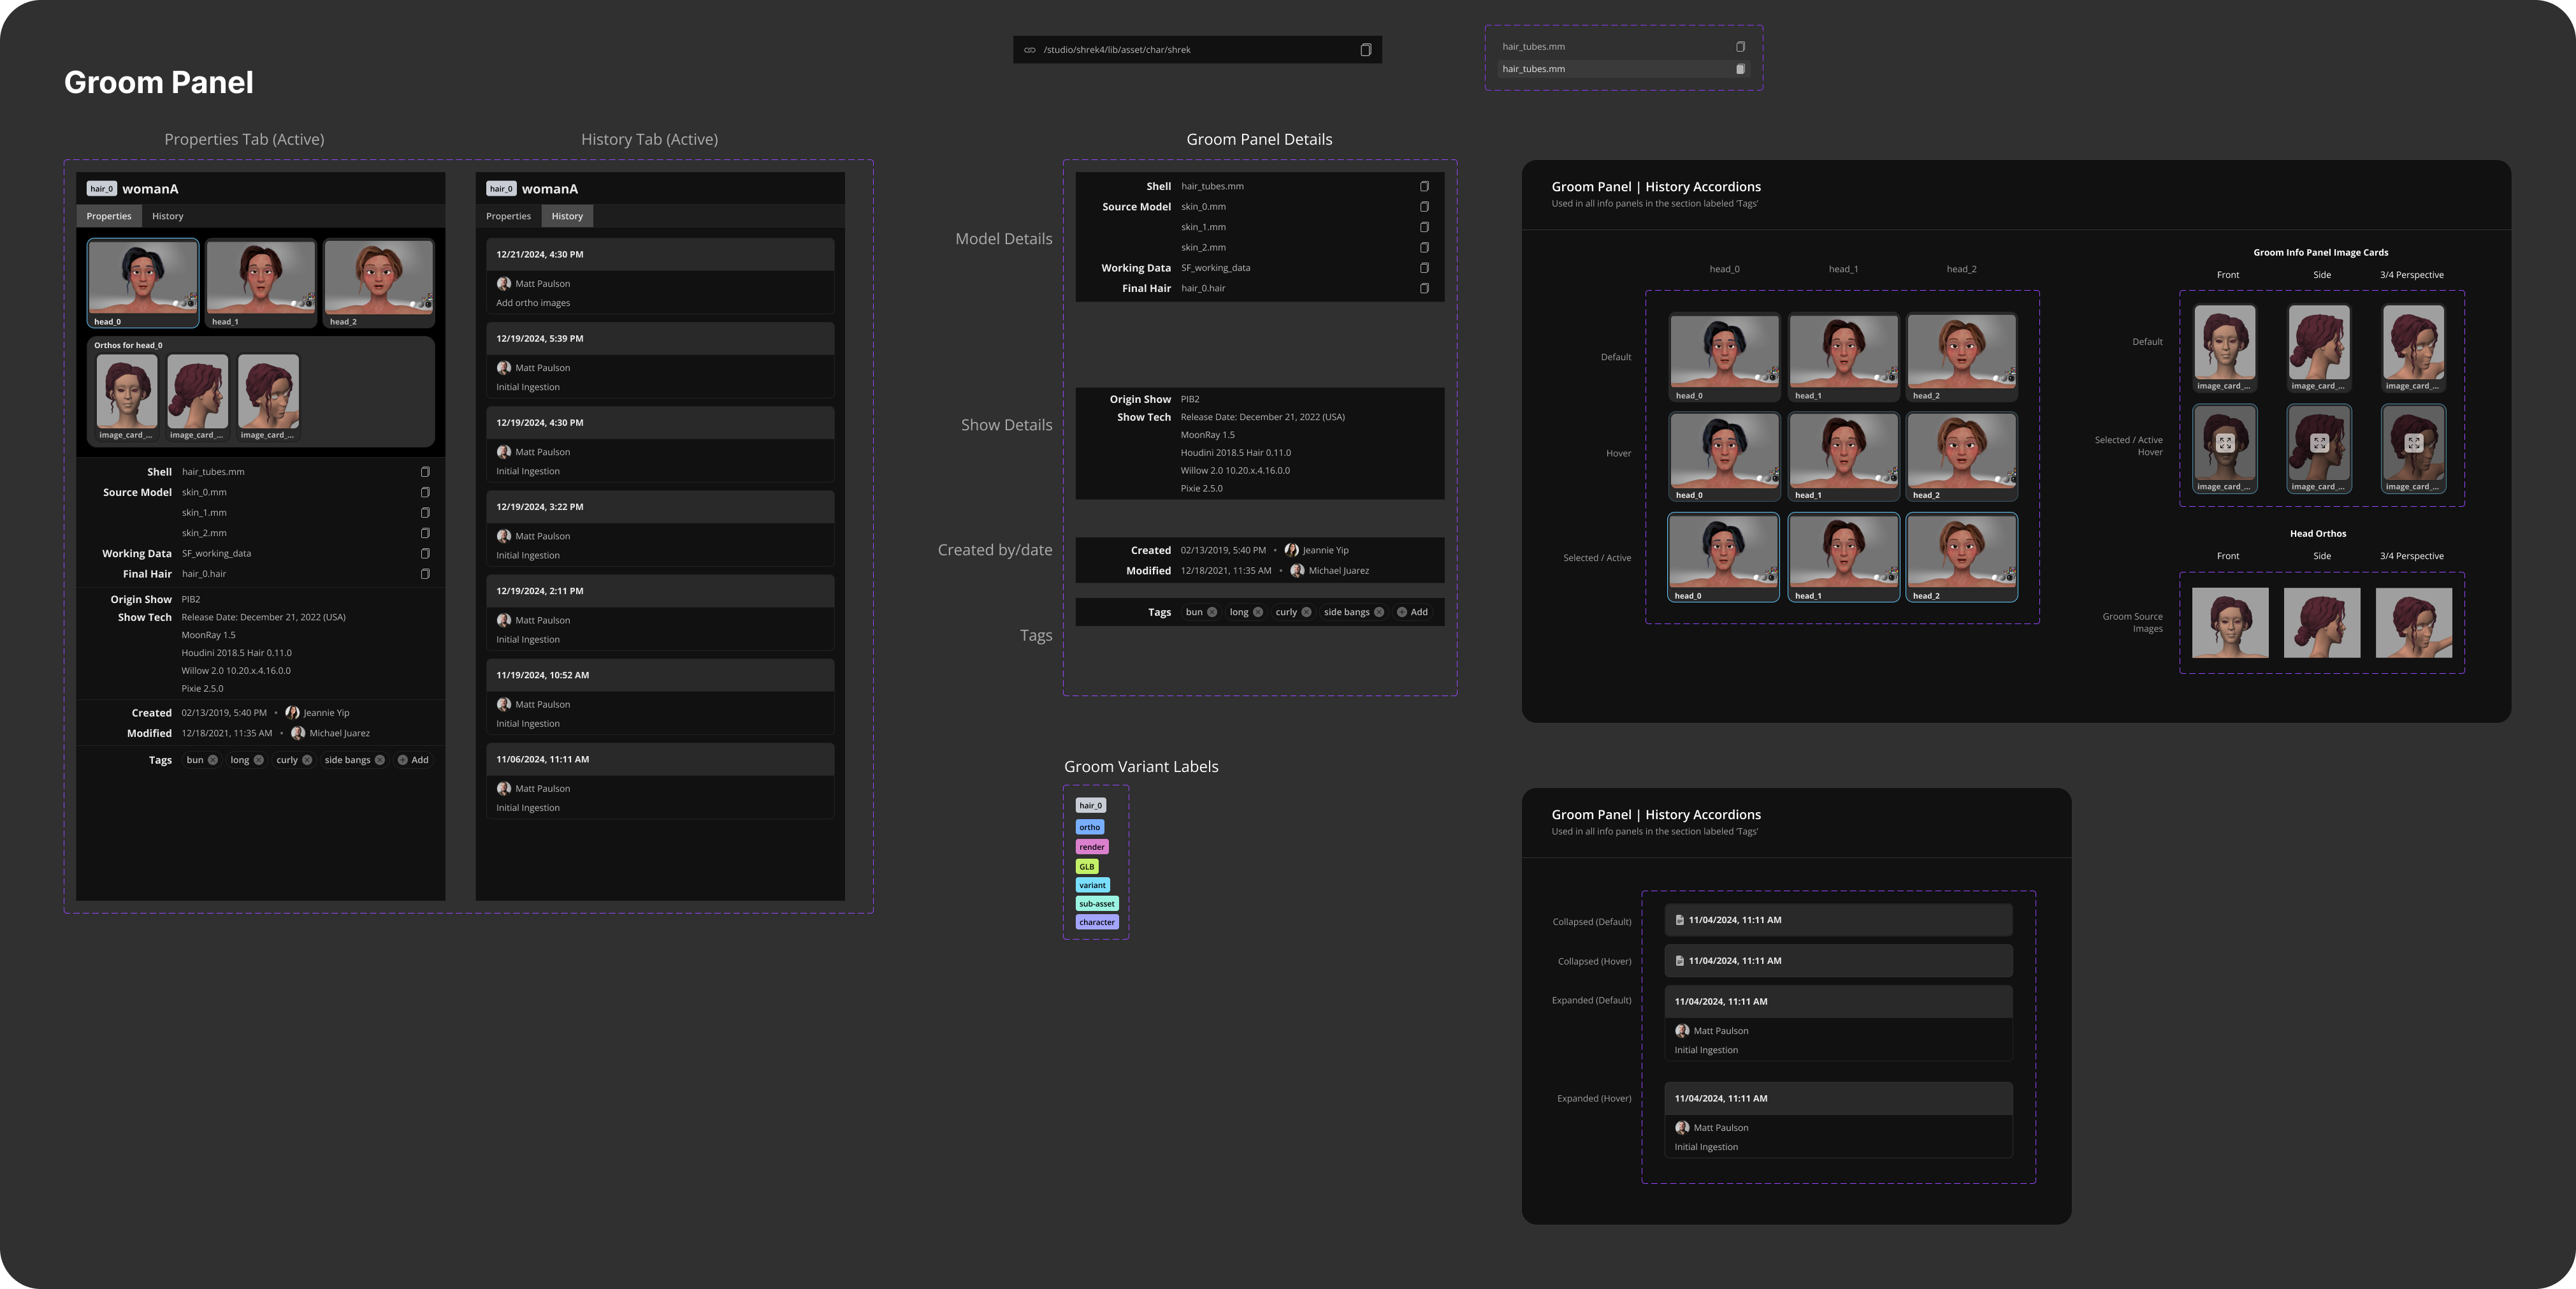 /studio/shrek4/lib/asset/char/shrek
hair_tubes.mm
hair_tubes.mm
Groom Panel
Properties Tab (Active)
hair_0 womanA
Properties History
head_0 head_1 head_2
Orthos for head_0
image_card_... image_card_... image_card_...
Shell hair_tubes.mm
Source Model skin_0.mm
skin_1.mm
skin_2.mm
Working Data SF_working_data
Final Hair hair_0.hair
Origin Show PIB2
Show Tech Release Date: December 21, 2022 (USA)
MoonRay 1.5
Houdini 2018.5 Hair 0.11.0
Willow 2.0 10.20.x.4.16.0.0
Pixie 2.5.0
Created 02/13/2019, 5:40 PM • Jeannie Yip
Modified 12/18/2021, 11:35 AM • Michael Juarez
Tags bun long curly side bangs Add
History Tab (Active)
hair_0 womanA
Properties History
12/21/2024, 4:30 PM
Matt Paulson
Add ortho images
12/19/2024, 5:39 PM
Matt Paulson
Initial Ingestion
12/19/2024, 4:30 PM
Matt Paulson
Initial Ingestion
12/19/2024, 3:22 PM
Matt Paulson
Initial Ingestion
12/19/2024, 2:11 PM
Matt Paulson
Initial Ingestion
11/19/2024, 10:52 AM
Matt Paulson
Initial Ingestion
11/06/2024, 11:11 AM
Matt Paulson
Initial Ingestion
Groom Panel Details
Model Details
Shell hair_tubes.mm
Source Model skin_0.mm
skin_1.mm
skin_2.mm
Working Data SF_working_data
Final Hair hair_0.hair
Show Details
Origin Show PIB2
Show Tech Release Date: December 21, 2022 (USA)
MoonRay 1.5
Houdini 2018.5 Hair 0.11.0
Willow 2.0 10.20.x.4.16.0.0
Pixie 2.5.0
Created by/date
Created 02/13/2019, 5:40 PM • Jeannie Yip
Modified 12/18/2021, 11:35 AM • Michael Juarez
Tags
Tags bun long curly side bangs Add
Groom Variant Labels
hair_0
ortho
render
GLB
variant
sub-asset
character
Groom Panel | History Accordions
Used in all info panels in the section labeled 'Tags'
head_0 head_1 head_2
Default
head_0 head_1 head_2
Hover
head_0 head_1 head_2
Selected / Active
head_0 head_1 head_2
Groom Info Panel Image Cards
Front Side 3/4 Perspective
Default
image_card_... image_card_... image_card_...
Selected / Active
Hover
image_card_... image_card_... image_card_...
Head Orthos
Front Side 3/4 Perspective
Groom Source
Images
Groom Panel | History Accordions
Used in all info panels in the section labeled 'Tags'
Collapsed (Default)
11/04/2024, 11:11 AM
Collapsed (Hover)
11/04/2024, 11:11 AM
Expanded (Default)
11/04/2024, 11:11 AM
Matt Paulson
Initial Ingestion
Expanded (Hover)
11/04/2024, 11:11 AM
Matt Paulson
Initial Ingestion